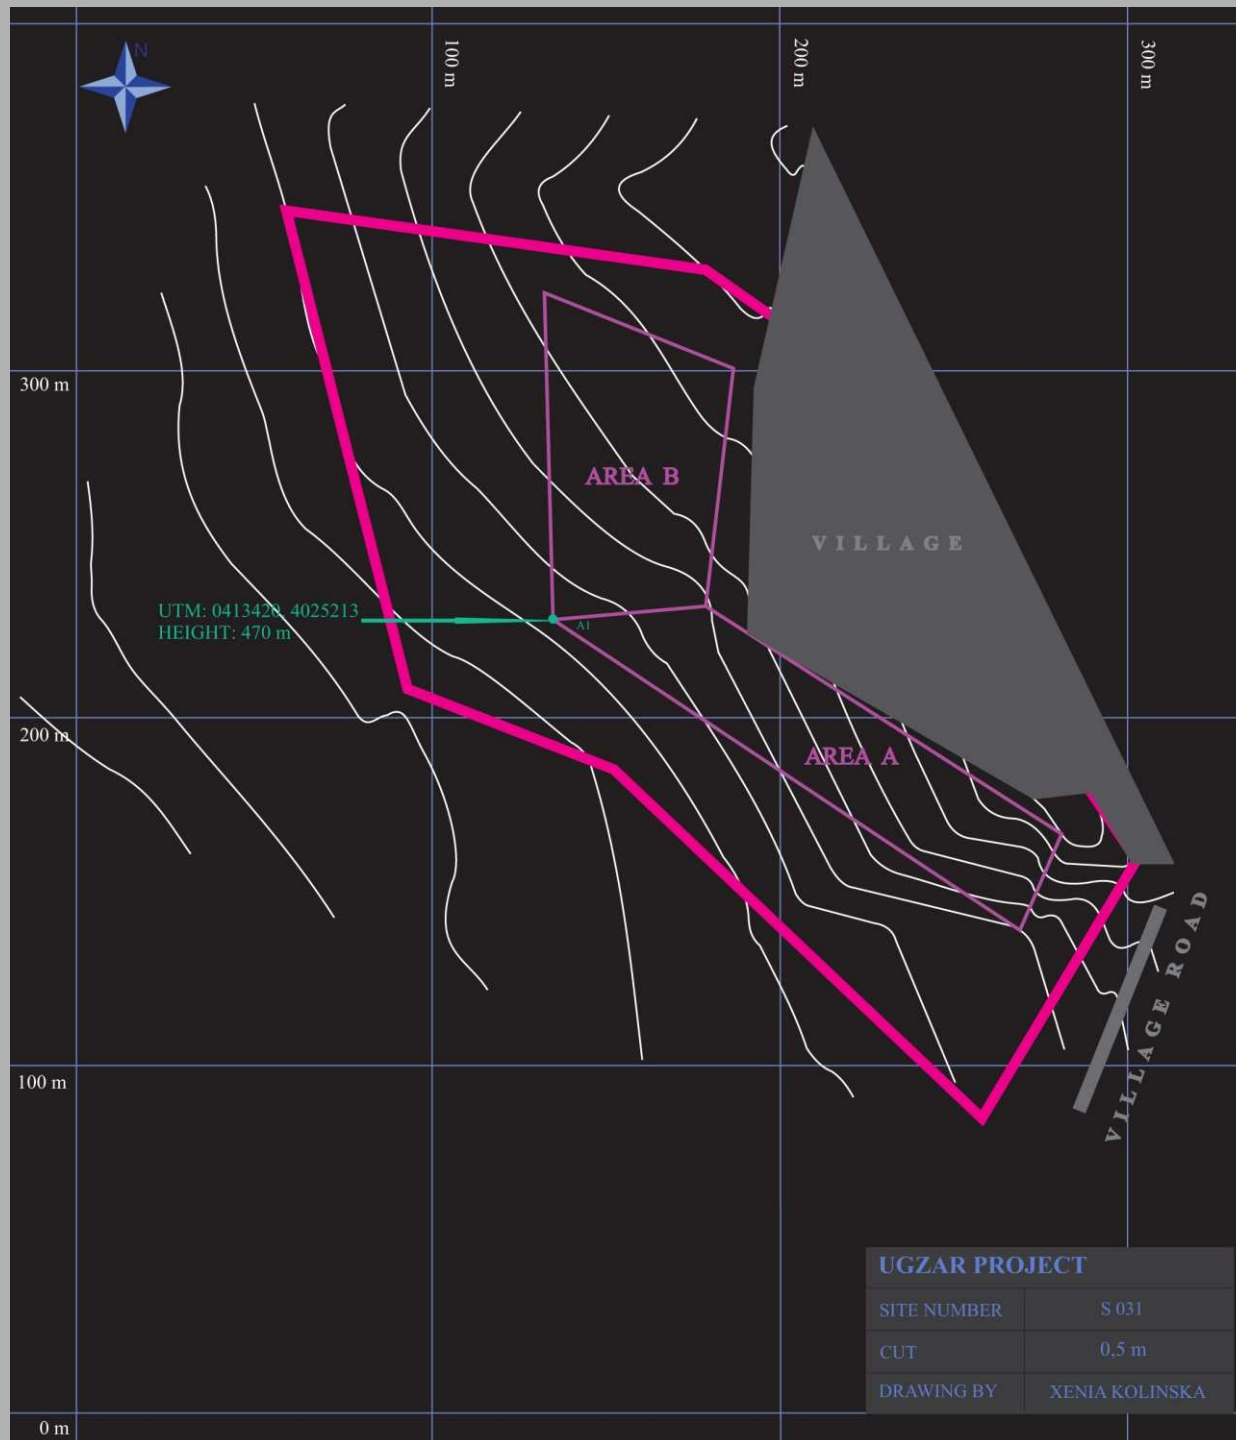 N
100 m
200 m
300 m
300 m
AREA B
VILLAGE
UTM: 0413420, 4025213
HEIGHT: 470 m
A1
200 m
AREA A
VILLAGE ROAD
100 m
UGZAR PROJECT
SITE NUMBER S 031
CUT 0,5 m
DRAWING BY XENIA KOLINSKA
0 m